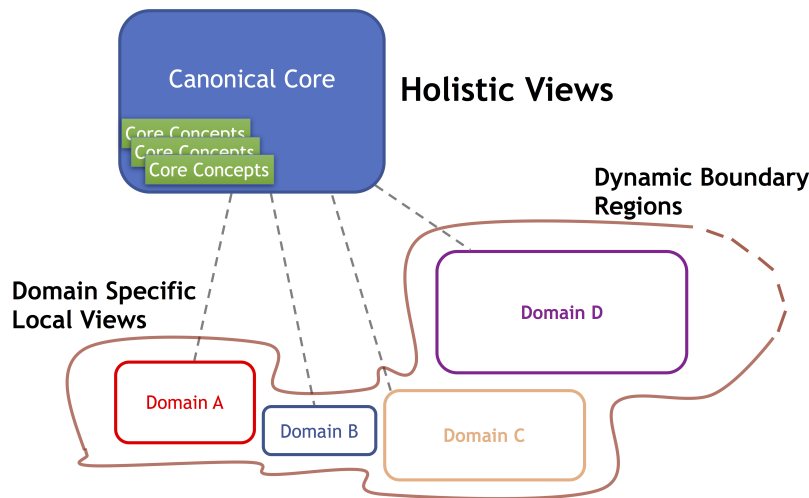 Canonical Core
Holistic Views
Core Concepts
Core Concepts
Core Concepts
Dynamic Boundary
Regions
Domain Specific
Local Views
Domain D
Domain A
Domain B
Domain C